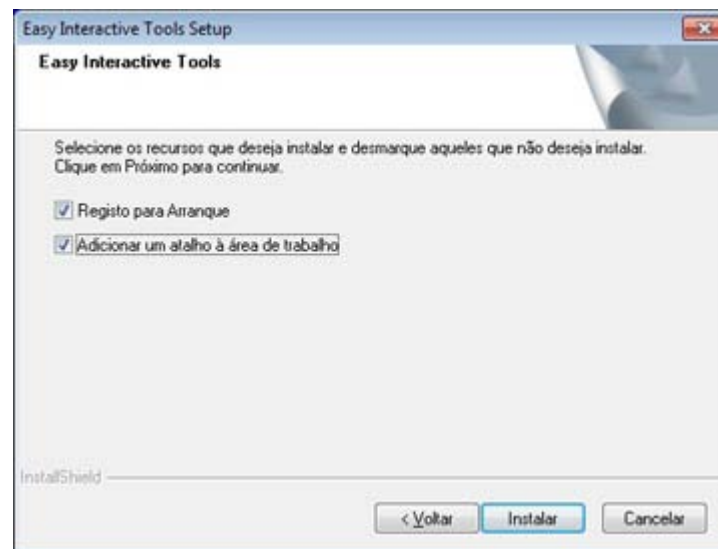 Easy Interactive Tools Setup
Easy Interactive Tools
Selecione os recursos que deseja instalar e desmarque aqueles que não deseja instalar.
Clique em Próximo para continuar.
Registo para Arranque
Adicionar um atalho à área de trabalho
InstallShield
< Voltar
Instalar
Cancelar